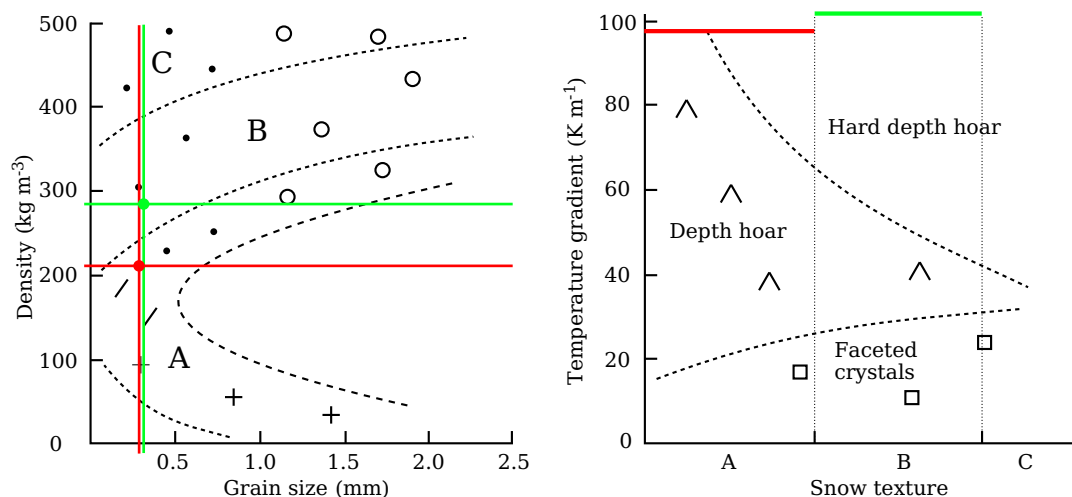 500
400
300
200
100
0
Density (kg m-3)
C
B
A
0.5
1.0
1.5
2.0
2.5
Grain size (mm)
100
80
60
40
20
0
Temperature gradient (K m-1)
Hard depth hoar
Depth hoar
Faceted
crystals
A
B
C
Snow texture